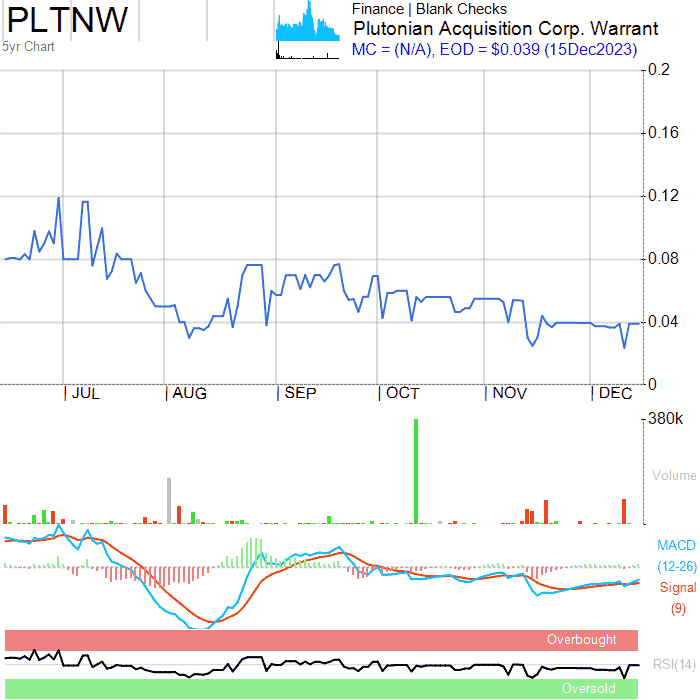 PLTNW
5yr Chart
Finance | Blank Checks
Plutonian Acquisition Corp. Warrant
MC = (N/A), EOD = $0.039 (15Dec2023)
0.2
0.16
0.12
0.08
0.04
0
JUL AUG SEP OCT NOV DEC
380k
Volume
MACD
(12-26)
Signal
(9)
Overbought
RSI(14)
Oversold